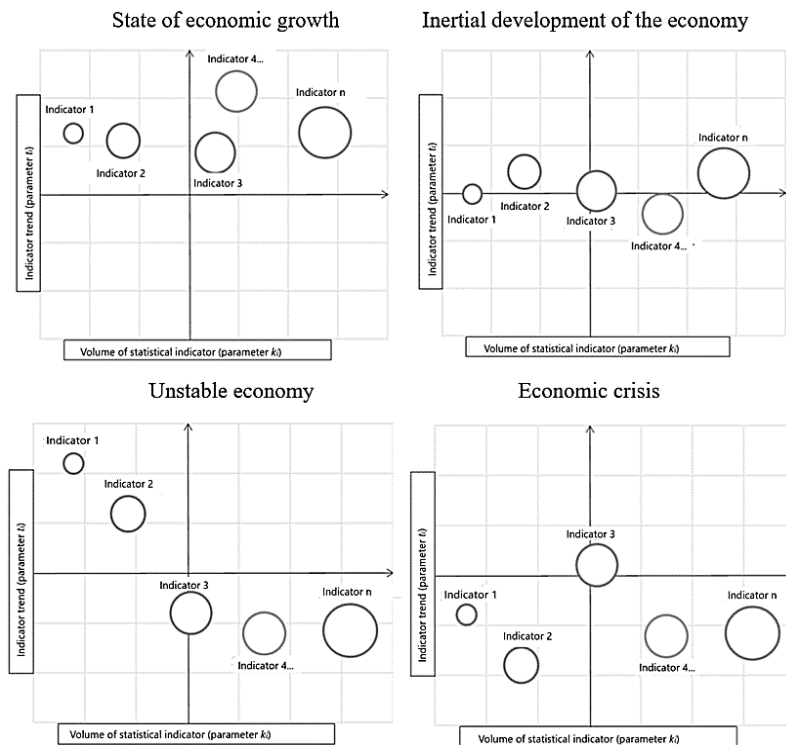 State of economic growth
Indicator 4...
Indicator n
Indicator 1
Indicator 2
Indicator 3
Indicator trend (parameter tᵢ)
Volume of statistical indicator (parameter kᵢ)
Inertial development of the economy
Indicator n
Indicator 1
Indicator 2
Indicator 3
Indicator 4...
Indicator trend (parameter tᵢ)
Volume of statistical indicator (parameter kᵢ)
Unstable economy
Indicator 1
Indicator 2
Indicator 3
Indicator n
Indicator 4...
Indicator trend (parameter tᵢ)
Volume of statistical indicator (parameter kᵢ)
Economic crisis
Indicator 3
Indicator 1
Indicator n
Indicator 2
Indicator 4...
Indicator trend (parameter tᵢ)
Volume of statistical indicator (parameter kᵢ)